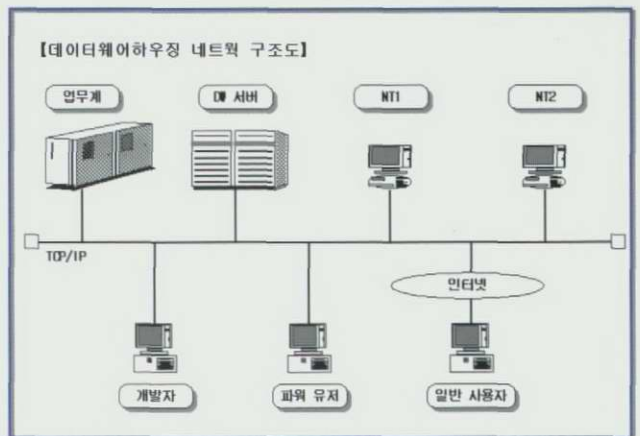 【데이터웨어하우징 네트웍 구조도】
업무계
DW 서버
NT1
NT2
TCP/IP
인터넷
개발자
파워 유저
일반 사용자